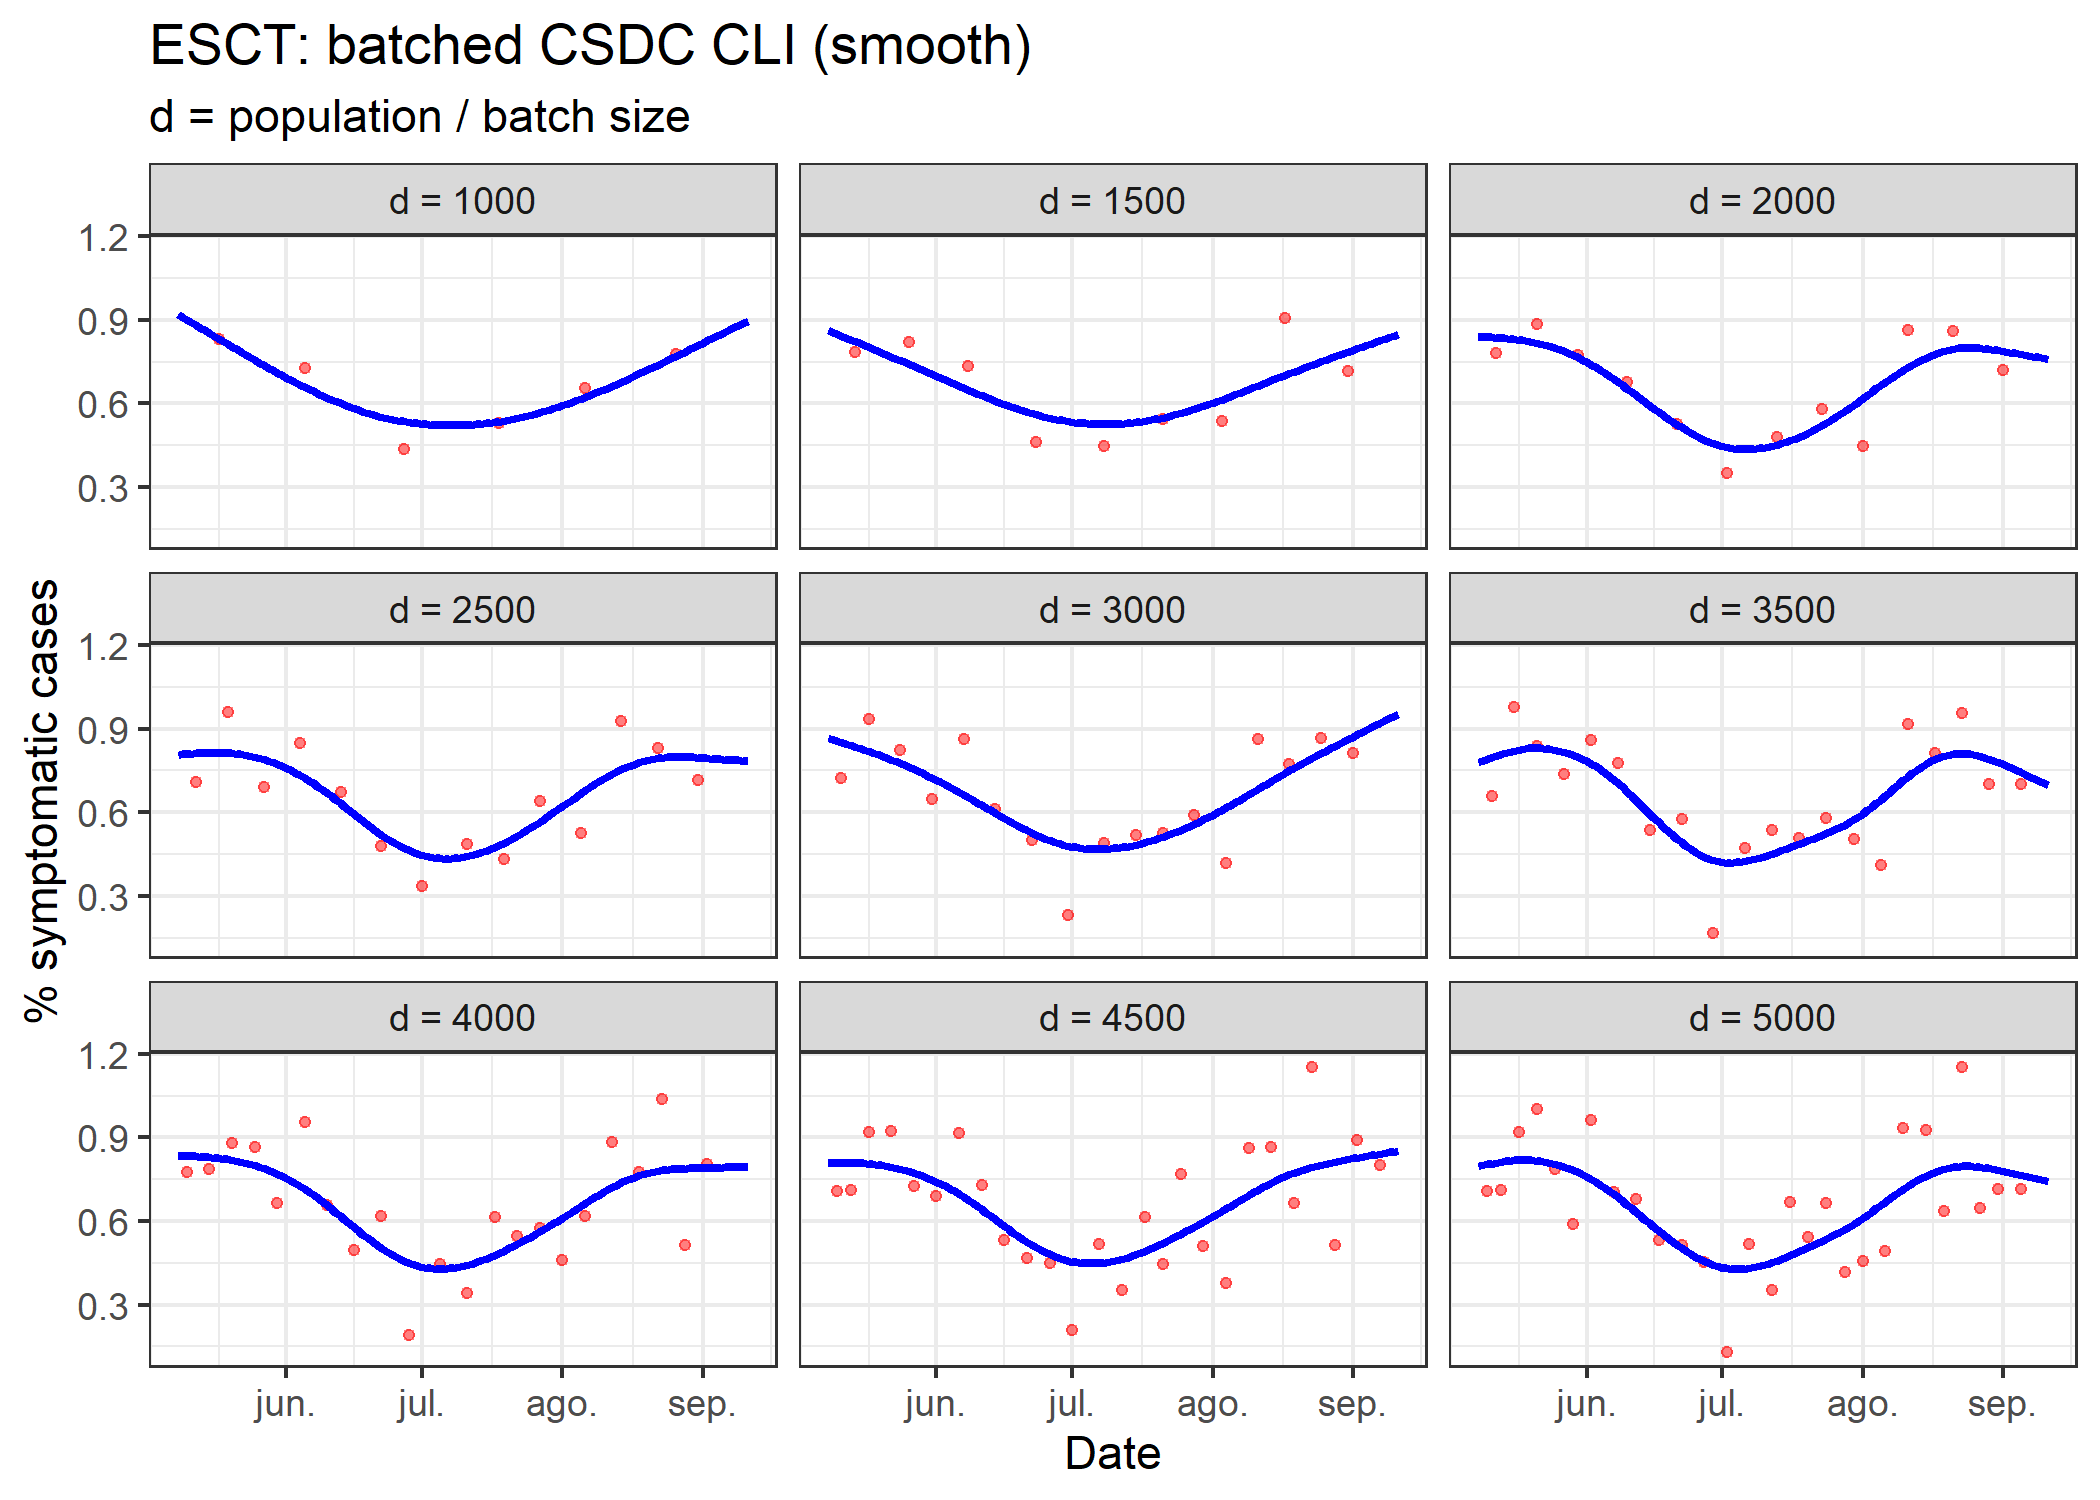 ESCT: batched CSDC CLI (smooth)
d = population / batch size
d = 1000
d = 1500
d = 2000
1.2
0.9
0.6
0.3
d = 2500
d = 3000
d = 3500
1.2
0.9
0.6
0.3
% symptomatic cases
d = 4000
d = 4500
d = 5000
1.2
0.9
0.6
0.3
jun. jul. ago. sep.
jun. jul. ago. sep.
jun. jul. ago. sep.
Date